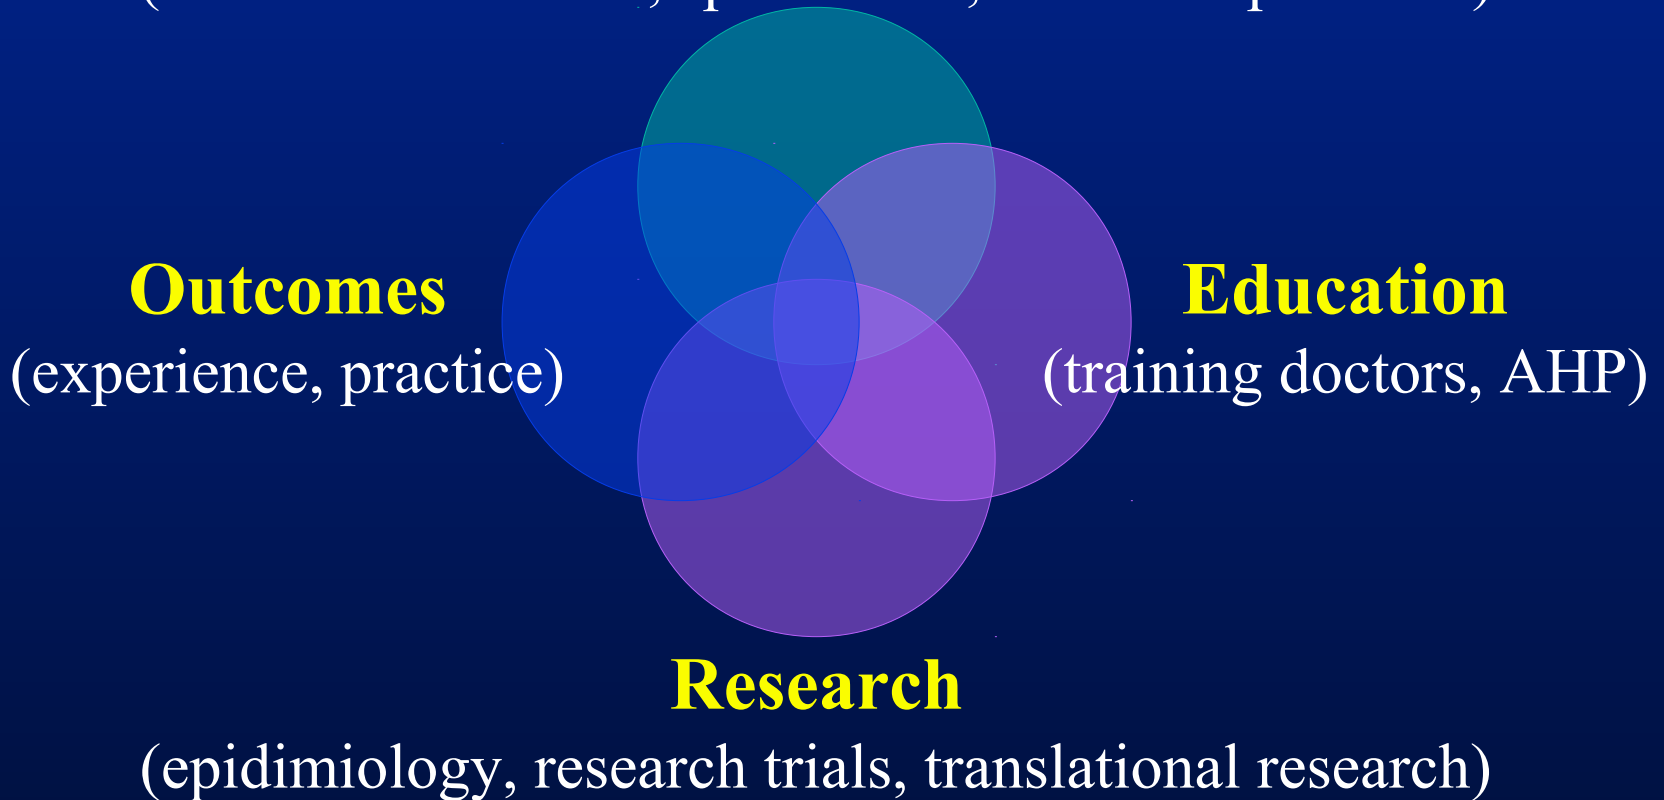 Outcomes
(experience, practice)
Education
(training doctors, AHP)
Research
(epidimiology, research trials, translational research)